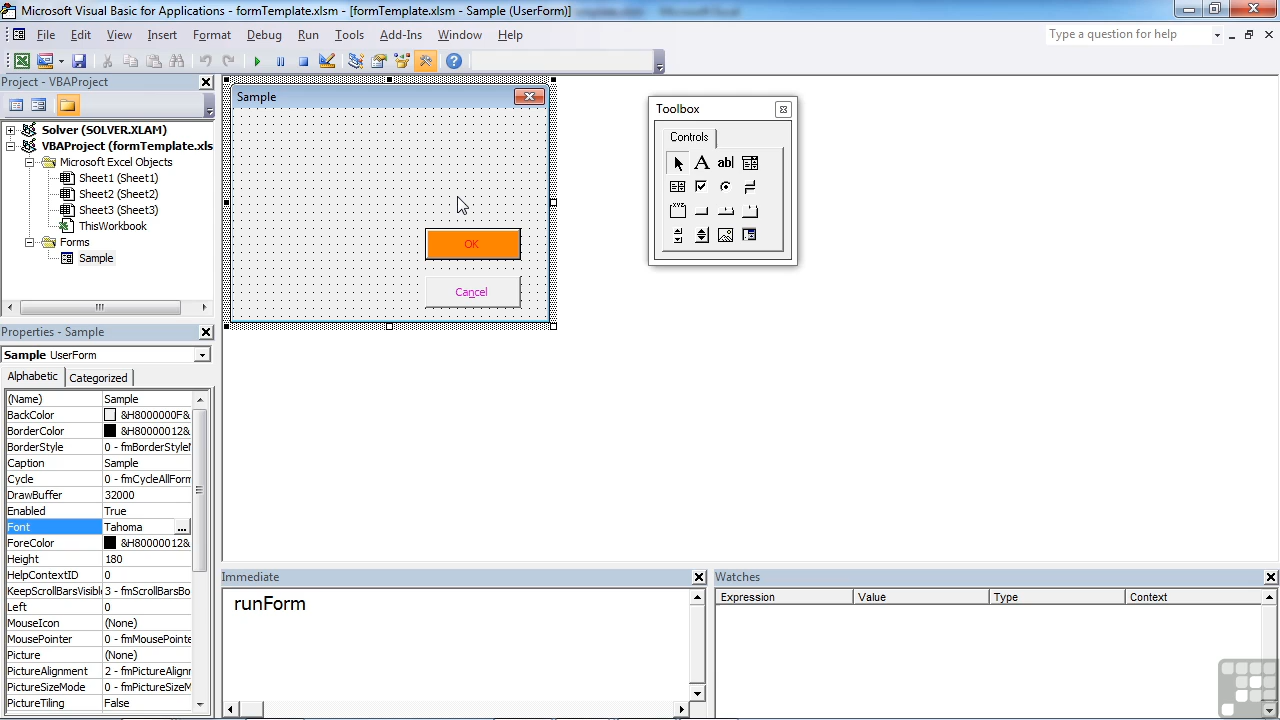 Microsoft Visual Basic for Applications - formTemplate.xlsm - [formTemplate.xlsm - Sample (UserForm)]
File Edit View Insert Format Debug Run Tools Add-Ins Window Help
Type a question for help
Project - VBAProject
Solver (SOLVER.XLAM)
VBAProject (formTemplate.xls
Microsoft Excel Objects
Sheet1 (Sheet1)
Sheet2 (Sheet2)
Sheet3 (Sheet3)
ThisWorkbook
Forms
Sample
Properties - Sample
Sample UserForm
Alphabetic Categorized
(Name) Sample
BackColor &H8000000F&
BorderColor &H80000012&
BorderStyle 0 - fmBorderStyleN
Caption Sample
Cycle 0 - fmCycleAllForm
DrawBuffer 32000
Enabled True
Font Tahoma ...
ForeColor &H80000012&
Height 180
HelpContextID 0
KeepScrollBarsVisible 3 - fmScrollBarsBo
Left 0
MouseIcon (None)
MousePointer 0 - fmMousePointe
Picture (None)
PictureAlignment 2 - fmPictureAlignm
PictureSizeMode 0 - fmPictureSizeM
PictureTiling False
Sample
OK
Cancel
Toolbox
Controls
A ab|
xyz
Immediate
runForm
Watches
Expression Value Type Context